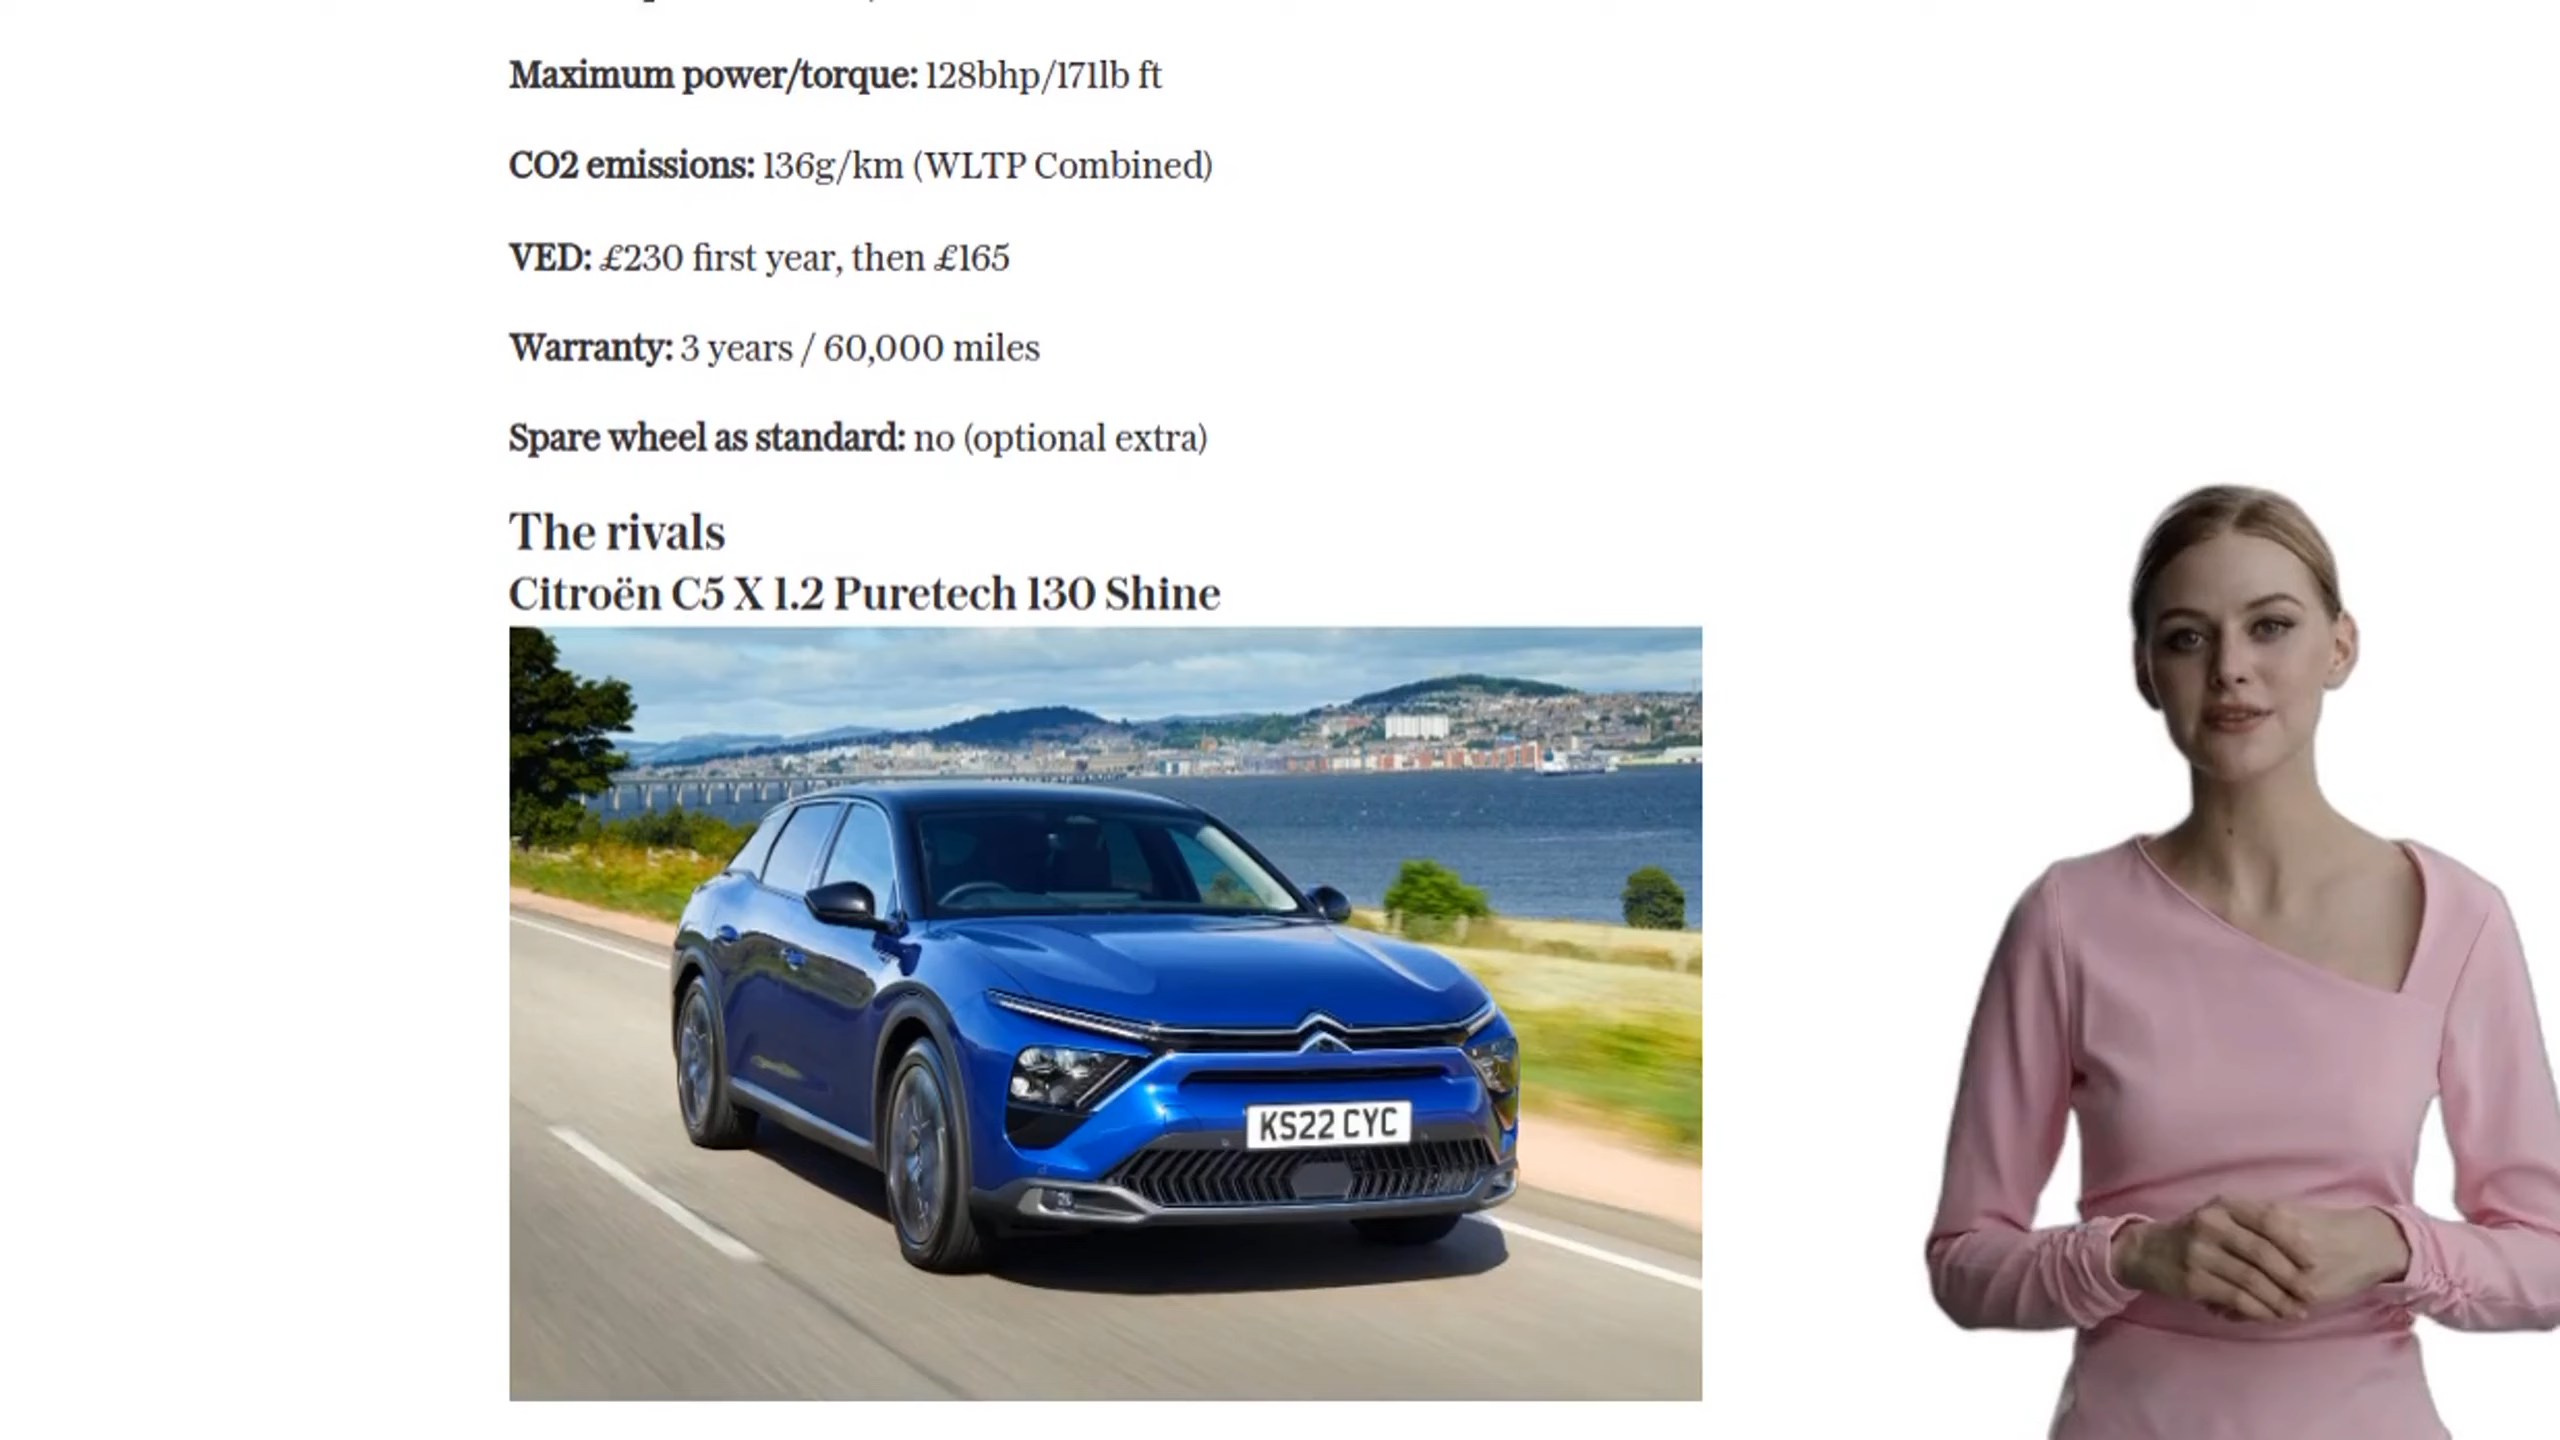 Maximum power/torque: 128bhp/171lb ft
CO2 emissions: 136g/km (WLTP Combined)
VED: £230 first year, then £165
Warranty: 3 years / 60,000 miles
Spare wheel as standard: no (optional extra)
The rivals
Citroën C5 X 1.2 Puretech 130 Shine
KS22 CYC